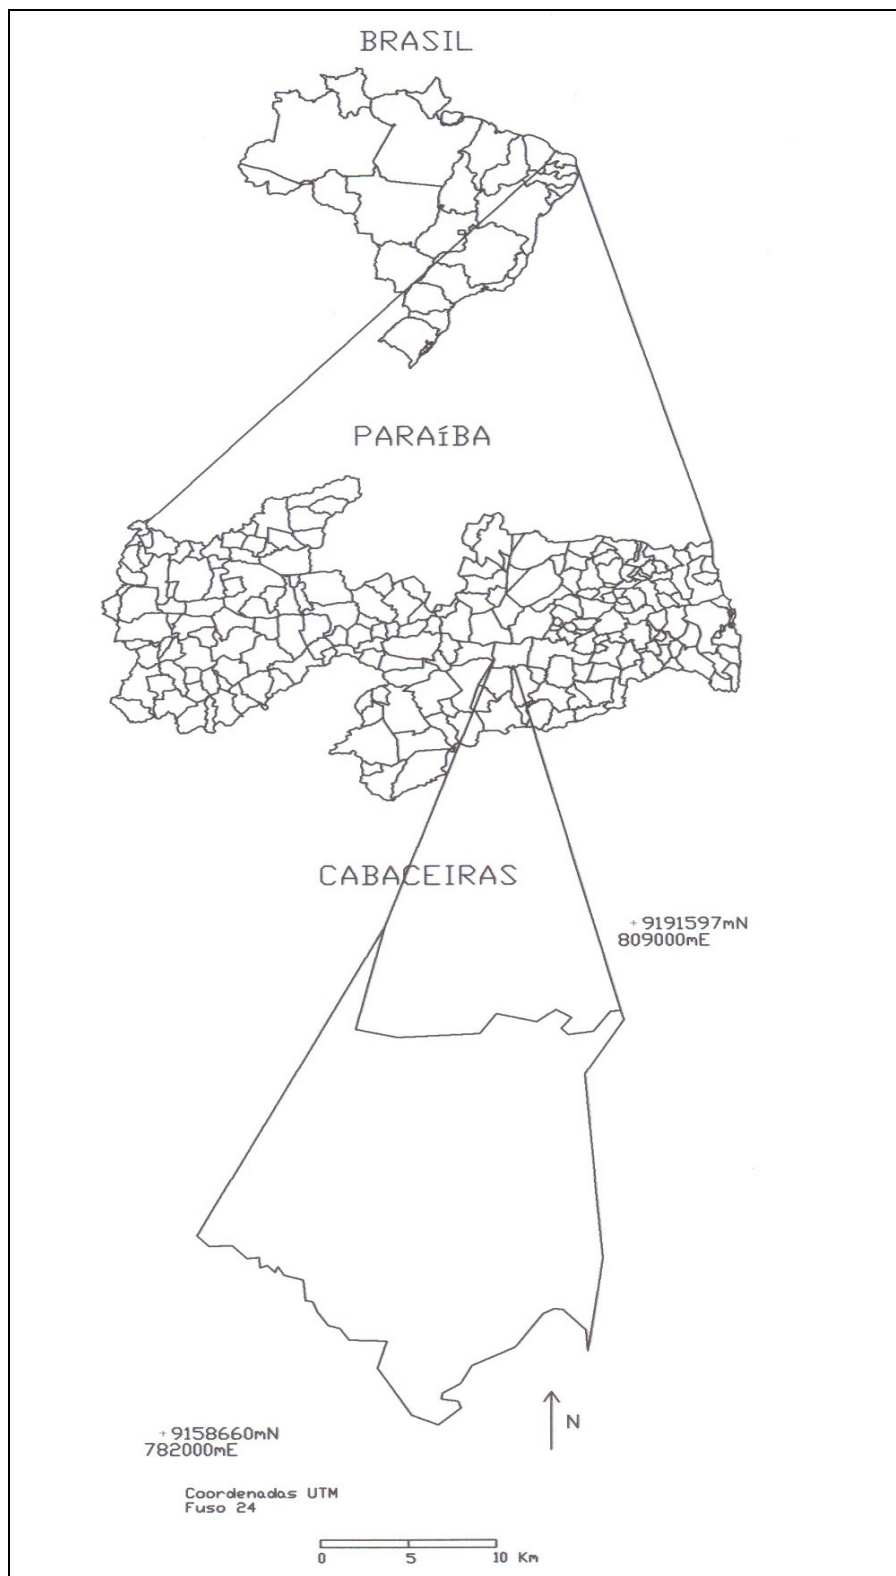 BRASIL
PARAíBA
CABACEIRAS
+9191597mN
809000mE
N
+9158660mN
782000mE
Coordenadas UTM
Fuso 24
0 5 10 Km